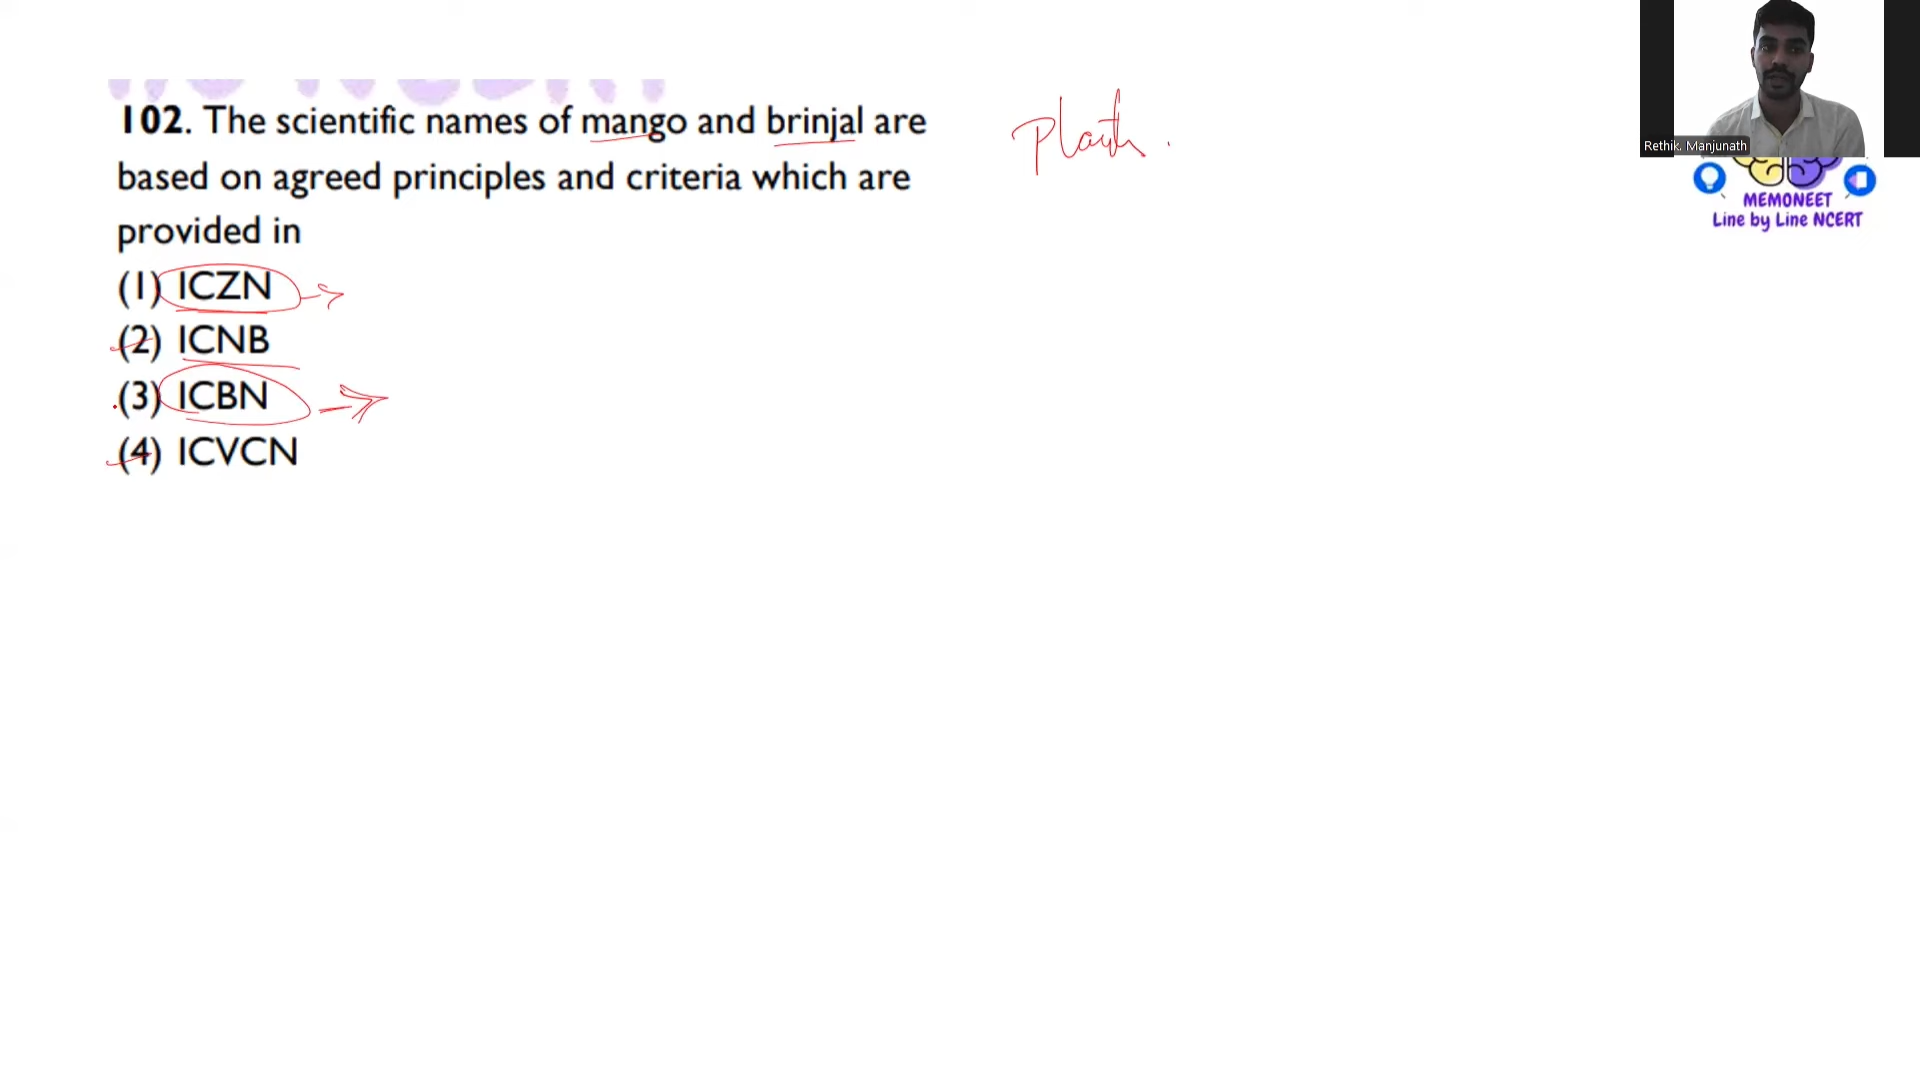 102. The scientific names of mango and brinjal are
based on agreed principles and criteria which are
provided in
(1) ICZN
(2) ICNB
(3) ICBN
(4) ICVCN
Rethik. Manjunath
MEMONEET
Line by Line NCERT